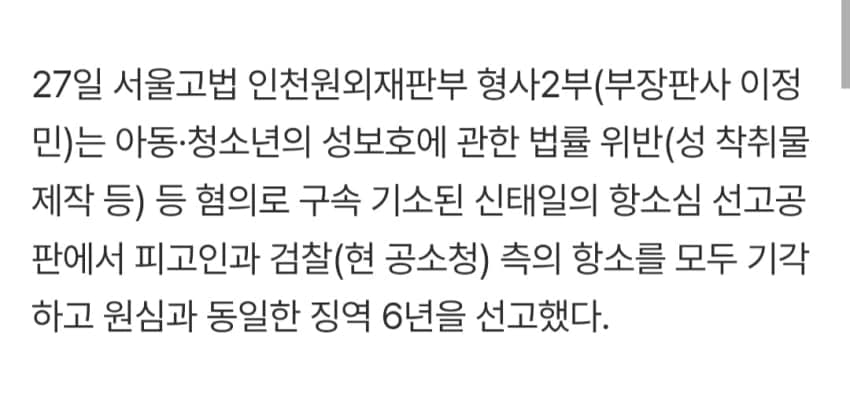 27일 서울고법 인천원외재판부 형사2부(부장판사 이정
민)는 아동·청소년의 성보호에 관한 법률 위반(성 착취물
제작 등) 등 혐의로 구속 기소된 신태일의 항소심 선고공
판에서 피고인과 검찰(현 공소청) 측의 항소를 모두 기각
하고 원심과 동일한 징역 6년을 선고했다.